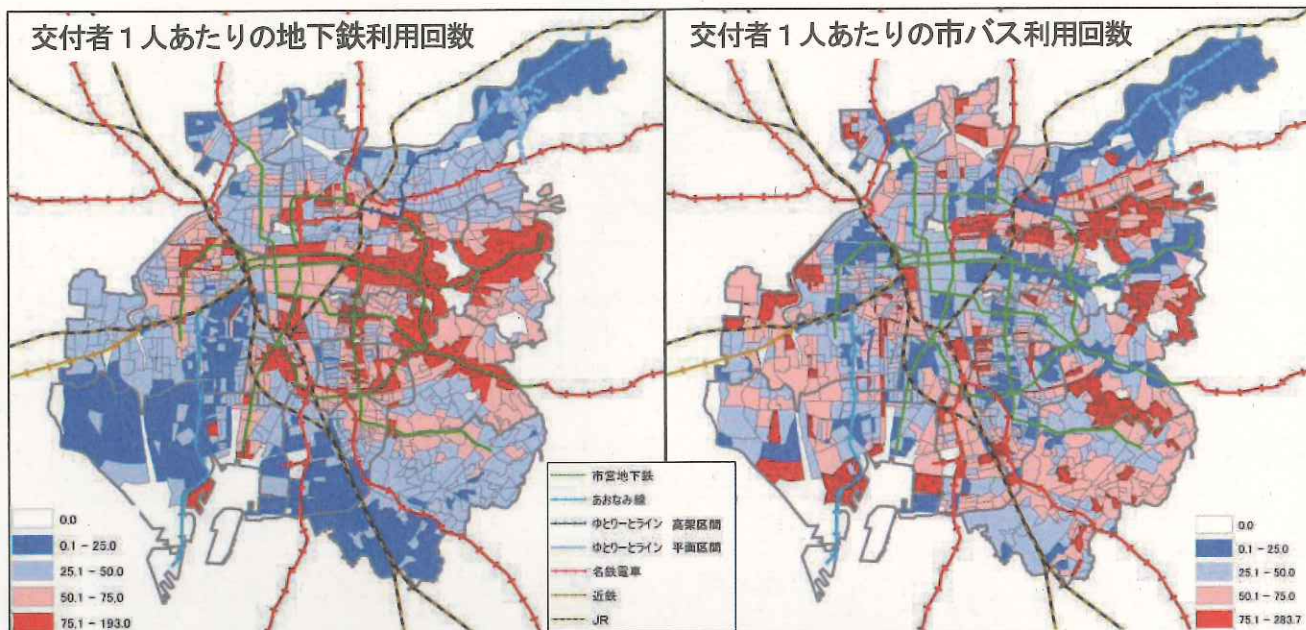 交付者1人あたりの地下鉄利用回数
0.0
0.1 - 25.0
25.1 - 50.0
50.1 - 75.0
75.1 - 193.0
市営地下鉄
あおなみ線
ゆとりーとライン 高架区間
ゆとりーとライン 平面区間
名鉄電車
近鉄
JR
交付者1人あたりの市バス利用回数
0.0
0.1 - 25.0
25.1 - 50.0
50.1 - 75.0
75.1 - 283.7